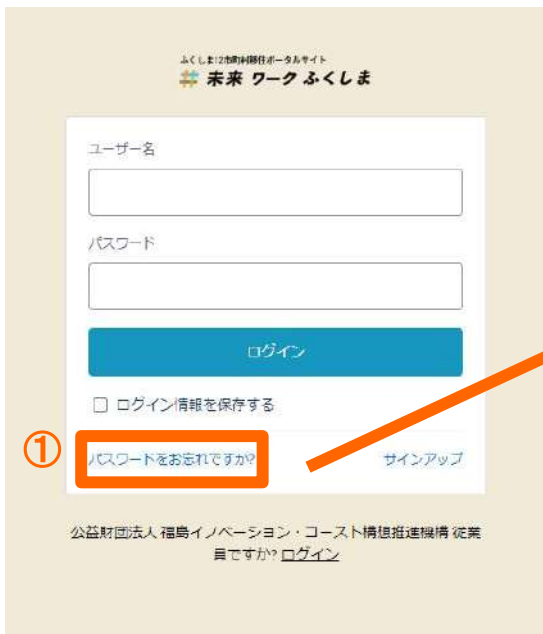 ふくしま12市町村移住ポータルサイト
未来 ワーク ふくしま
ユーザー名
パスワード
ログイン
ログイン情報を保存する
①
パスワードをお忘れですか?
サインアップ
公益財団法人 福島イノベーション・コースト構想推進機構 従業
員ですか? ログイン